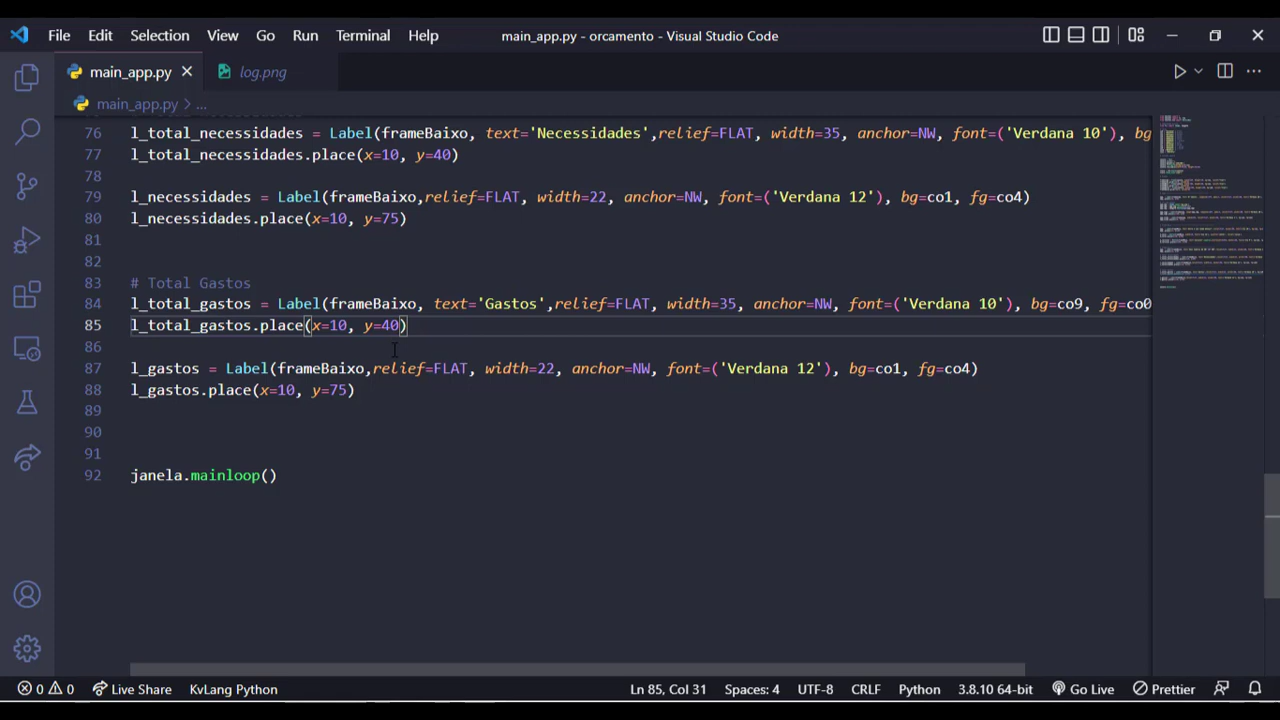 File Edit Selection View Go Run Terminal Help main_app.py - orcamento - Visual Studio Code
main_app.py log.png
main_app.py > ...
76 l_total_necessidades = Label(frameBaixo, text='Necessidades',relief=FLAT, width=35, anchor=NW, font=('Verdana 10'), bg
77 l_total_necessidades.place(x=10, y=40)
78
79 l_necessidades = Label(frameBaixo,relief=FLAT, width=22, anchor=NW, font=('Verdana 12'), bg=co1, fg=co4)
80 l_necessidades.place(x=10, y=75)
81
82
83 # Total Gastos
84 l_total_gastos = Label(frameBaixo, text='Gastos',relief=FLAT, width=35, anchor=NW, font=('Verdana 10'), bg=co9, fg=co0
85 l_total_gastos.place(x=10, y=40)
86
87 l_gastos = Label(frameBaixo,relief=FLAT, width=22, anchor=NW, font=('Verdana 12'), bg=co1, fg=co4)
88 l_gastos.place(x=10, y=75)
89
90
91
92 janela.mainloop()
0 0 Live Share KvLang Python Ln 85, Col 31 Spaces: 4 UTF-8 CRLF Python 3.8.10 64-bit Go Live Prettier